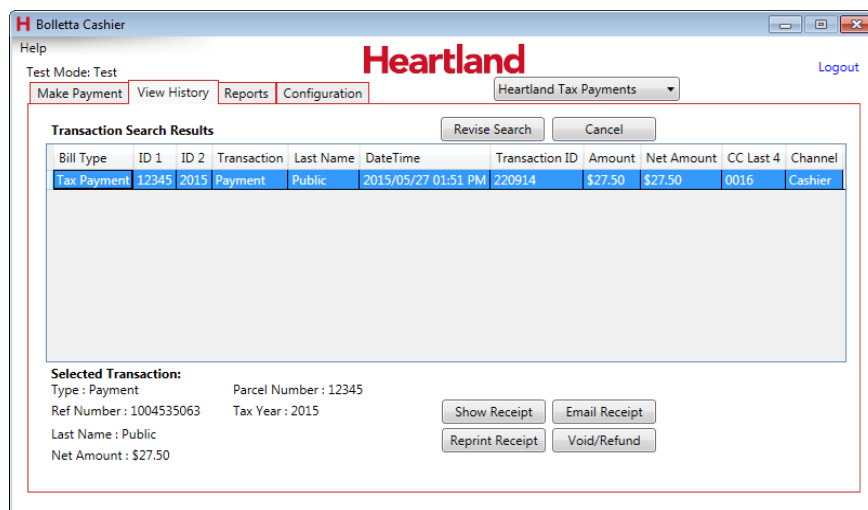 H Bolletta Cashier
Help
Heartland
Test Mode: Test
Logout
Make Payment View History Reports Configuration
Heartland Tax Payments
Transaction Search Results
Revise Search Cancel
Bill Type ID 1 ID 2 Transaction Last Name DateTime Transaction ID Amount Net Amount CC Last 4 Channel
Tax Payment 12345 2015 Payment Public 2015/05/27 01:51 PM 220914 $27.50 $27.50 0016 Cashier
Selected Transaction:
Type : Payment Parcel Number : 12345
Ref Number : 1004535063 Tax Year : 2015
Show Receipt Email Receipt
Last Name : Public
Reprint Receipt Void/Refund
Net Amount : $27.50